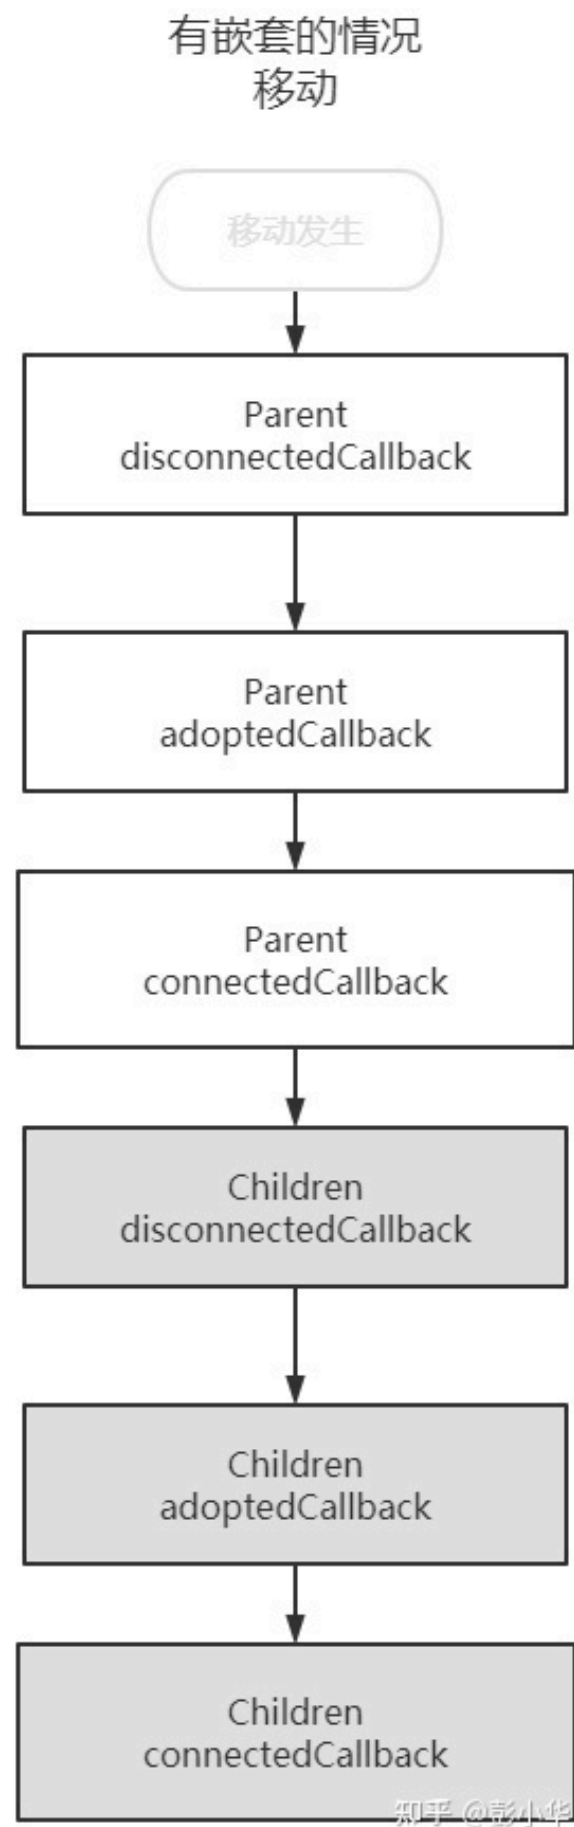 有嵌套的情况
移动
移动发生
Parent
disconnectedCallback
Parent
adoptedCallback
Parent
connectedCallback
Children
disconnectedCallback
Children
adoptedCallback
Children
connectedCallback
知乎 @彭小华